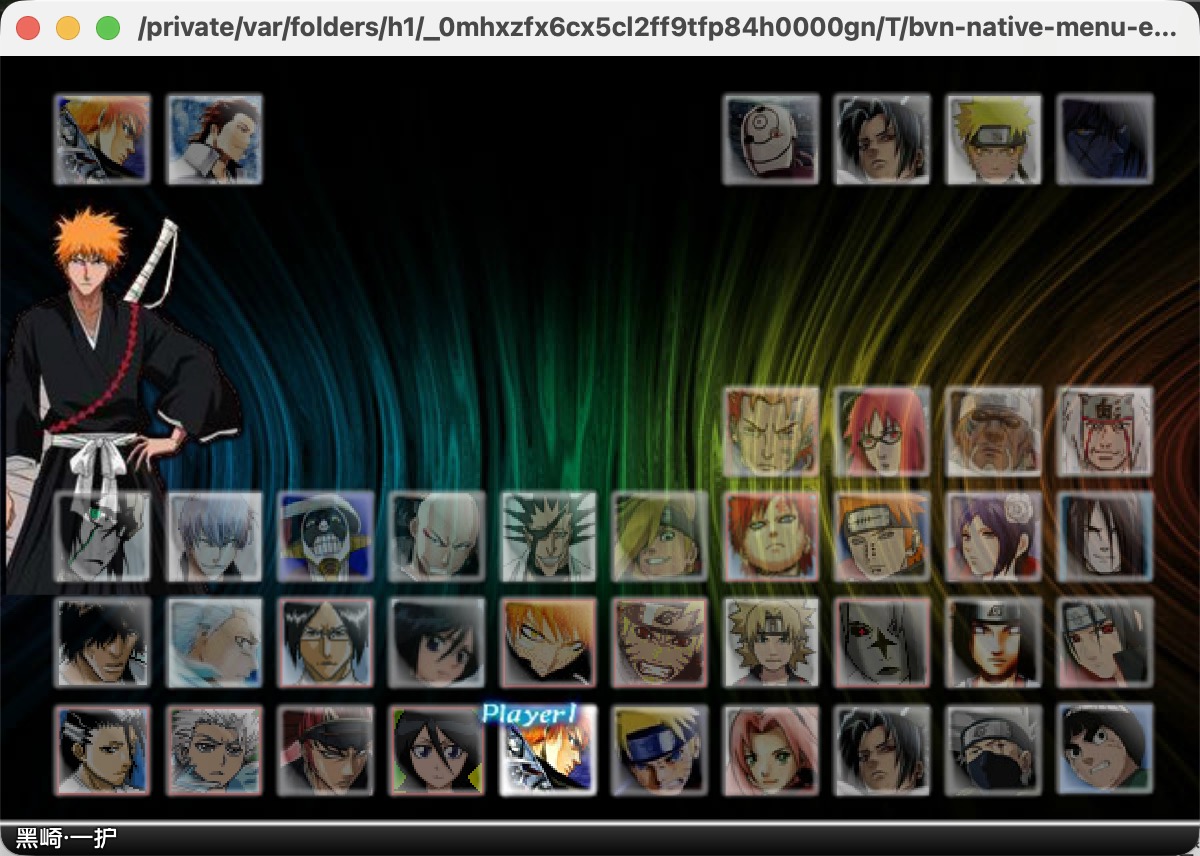 /private/var/folders/h1/_0mhxzfx6cx5cl2ff9tfp84h0000gn/T/bvn-native-menu-e...
Player1
黑崎·一护